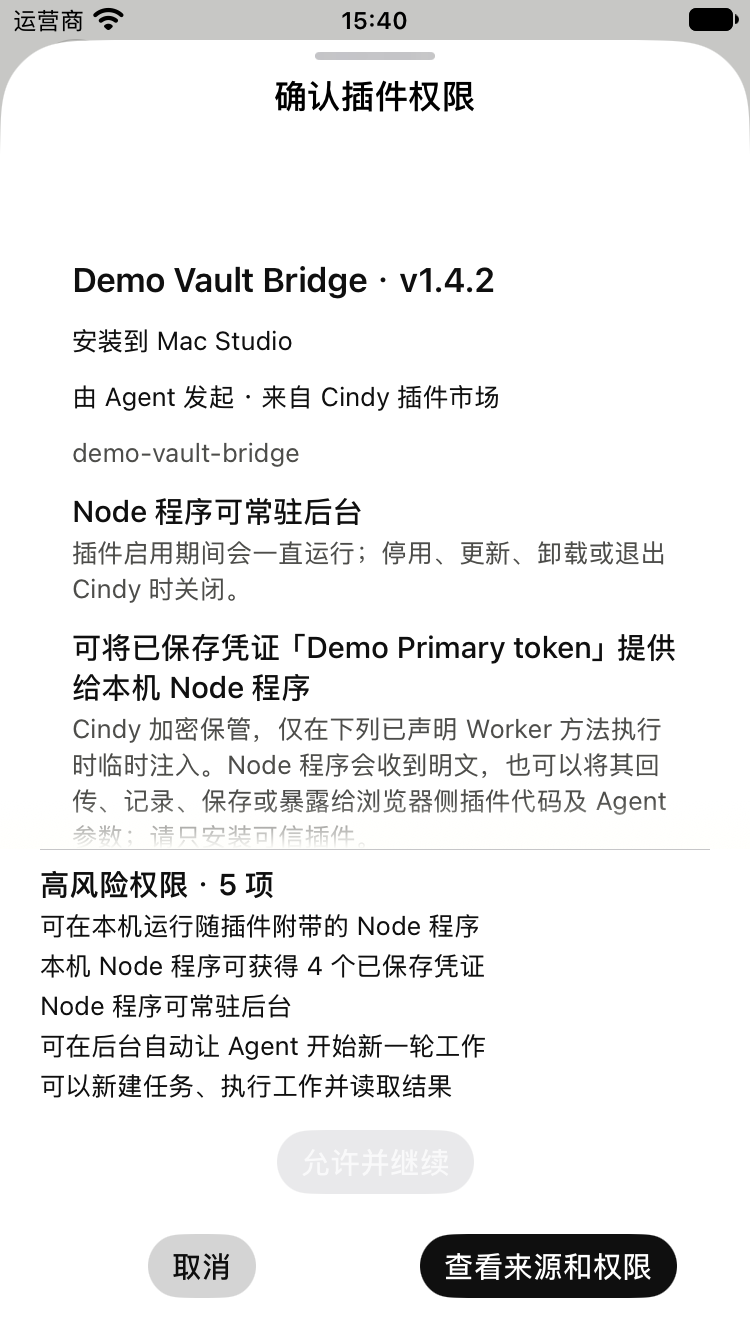 运营商
15:40
确认插件权限
Demo Vault Bridge · v1.4.2
安装到 Mac Studio
由 Agent 发起 · 来自 Cindy 插件市场
demo-vault-bridge
Node 程序可常驻后台
插件启用期间会一直运行；停用、更新、卸载或退出
Cindy 时关闭。
可将已保存凭证「Demo Primary token」提供
给本机 Node 程序
Cindy 加密保管，仅在下列已声明 Worker 方法执行
时临时注入。Node 程序会收到明文，也可以将其回
传、记录、保存或暴露给浏览器侧插件代码及 Agent
参数；请只安装可信插件。
高风险权限 · 5 项
可在本机运行随插件附带的 Node 程序
本机 Node 程序可获得 4 个已保存凭证
Node 程序可常驻后台
可在后台自动让 Agent 开始新一轮工作
可以新建任务、执行工作并读取结果
允许并继续
取消
查看来源和权限